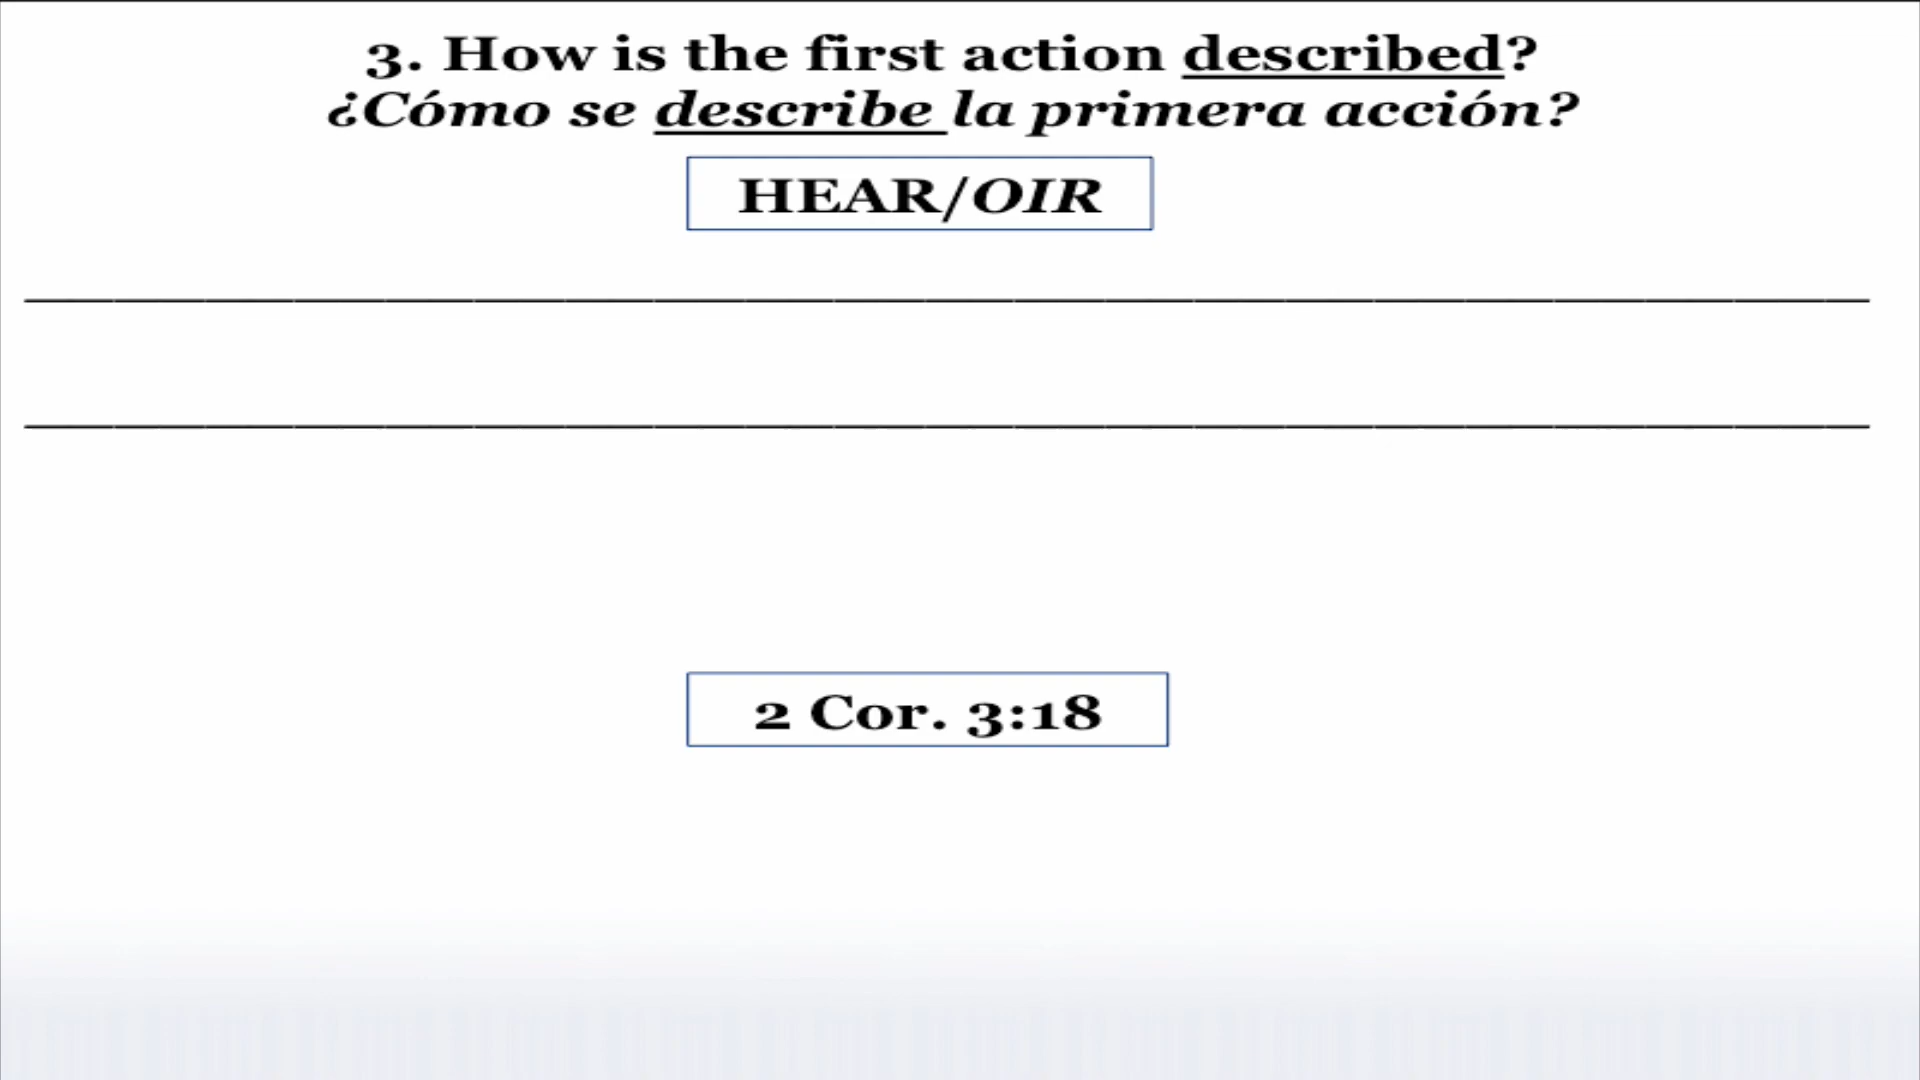 3. How is the first action described?
¿Cómo se describe la primera acción?
HEAR/OIR
2 Cor. 3:18